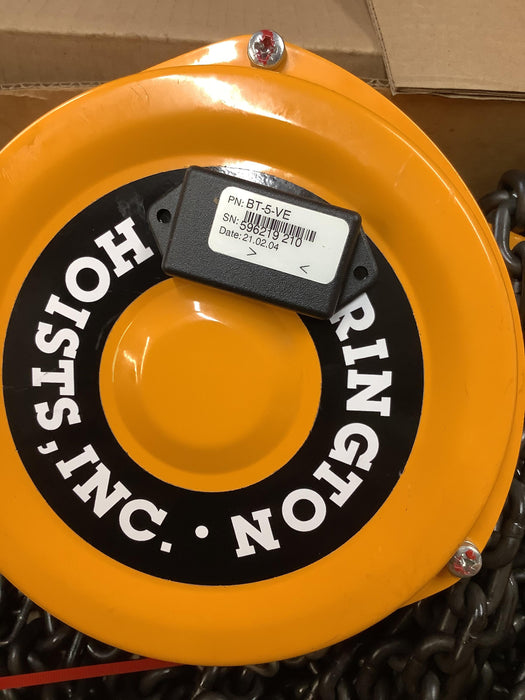 PN: BT-5-VE
SN: 596219 210
Date: 21.02.04
> <
RINGTON HOISTS, INC. •